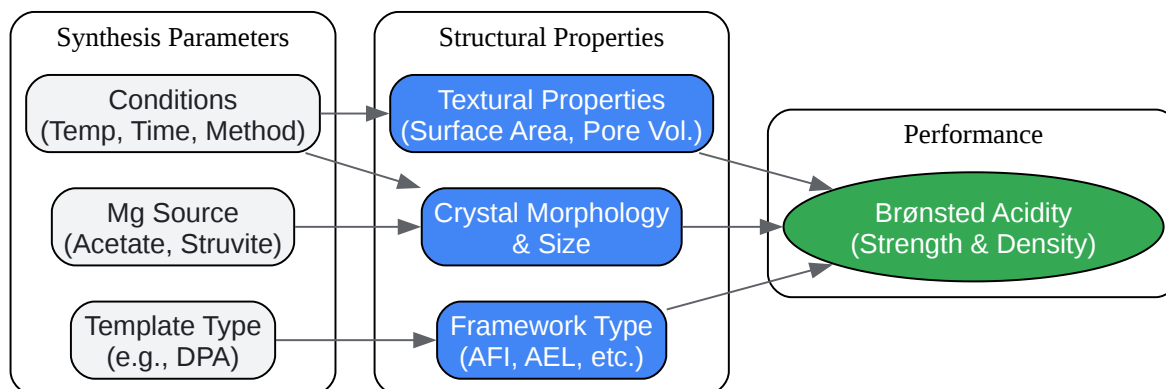 Synthesis Parameters
Conditions
(Temp, Time, Method)
Mg Source
(Acetate, Struvite)
Template Type
(e.g., DPA)
Structural Properties
Textural Properties
(Surface Area, Pore Vol.)
Crystal Morphology
& Size
Framework Type
(AFI, AEL, etc.)
Performance
Brønsted Acidity
(Strength & Density)